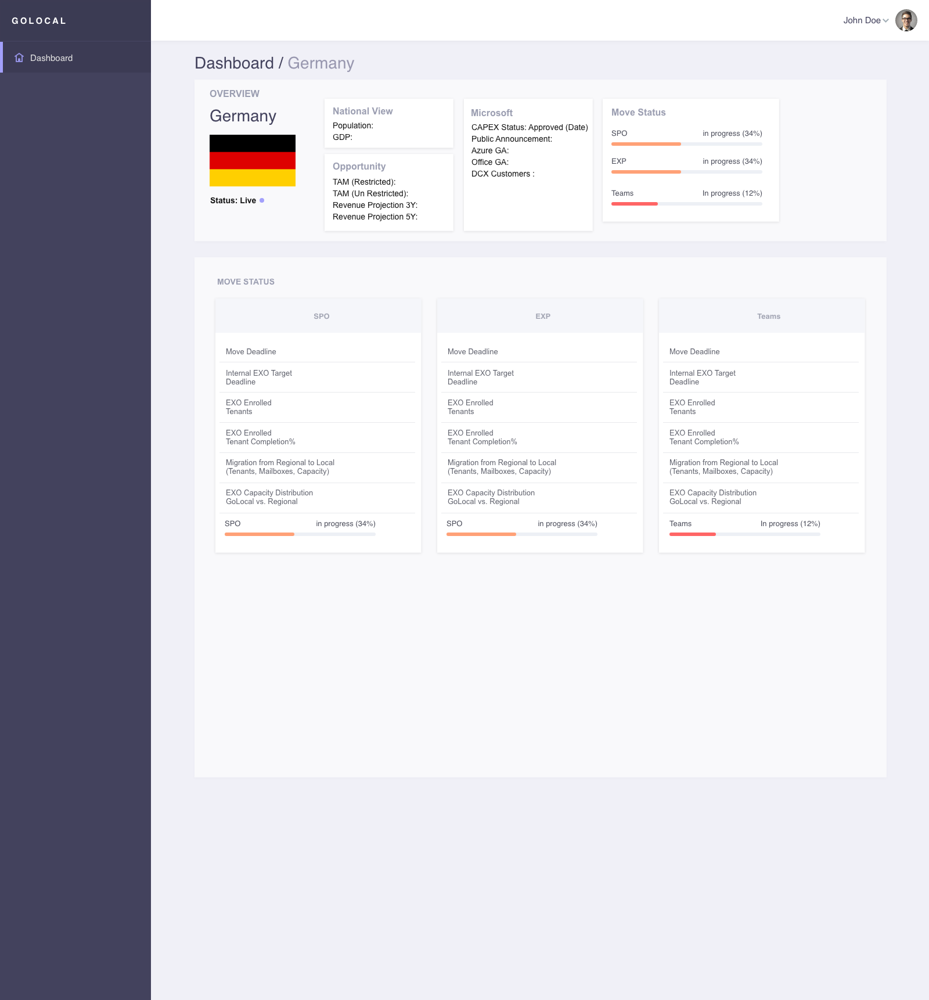 GOLOCAL
John Doe
Dashboard
Dashboard / Germany
OVERVIEW
Germany
Status: Live
National View
Population:
GDP:
Opportunity
TAM (Restricted):
TAM (Un Restricted):
Revenue Projection 3Y:
Revenue Projection 5Y:
Microsoft
CAPEX Status: Approved (Date)
Public Announcement:
Azure GA:
Office GA:
DCX Customers :
Move Status
SPO in progress (34%)
EXP in progress (34%)
Teams In progress (12%)
MOVE STATUS
SPO
Move Deadline
Internal EXO Target
Deadline
EXO Enrolled
Tenants
EXO Enrolled
Tenant Completion%
Migration from Regional to Local
(Tenants, Mailboxes, Capacity)
EXO Capacity Distribution
GoLocal vs. Regional
SPO in progress (34%)
EXP
Move Deadline
Internal EXO Target
Deadline
EXO Enrolled
Tenants
EXO Enrolled
Tenant Completion%
Migration from Regional to Local
(Tenants, Mailboxes, Capacity)
EXO Capacity Distribution
GoLocal vs. Regional
SPO in progress (34%)
Teams
Move Deadline
Internal EXO Target
Deadline
EXO Enrolled
Tenants
EXO Enrolled
Tenant Completion%
Migration from Regional to Local
(Tenants, Mailboxes, Capacity)
EXO Capacity Distribution
GoLocal vs. Regional
Teams In progress (12%)